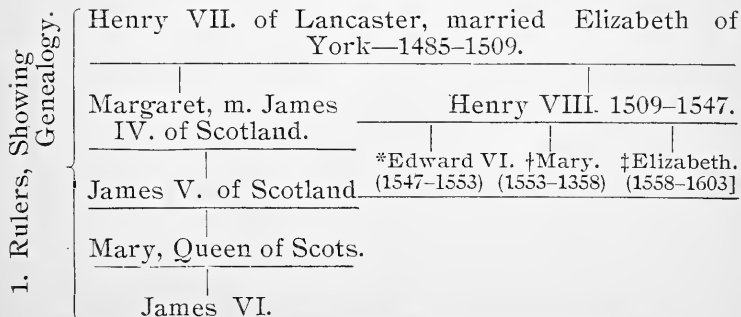 1. Rulers, Showing
Genealogy.
Henry VII. of Lancaster, married Elizabeth of
York—1485–1509.
Margaret, m. James
IV. of Scotland.
Henry VIII. 1509–1547.
*Edward VI. †Mary. ‡Elizabeth.
(1547–1553) (1553–1358) (1558–1603]
James V. of Scotland
Mary, Queen of Scots.
James VI.